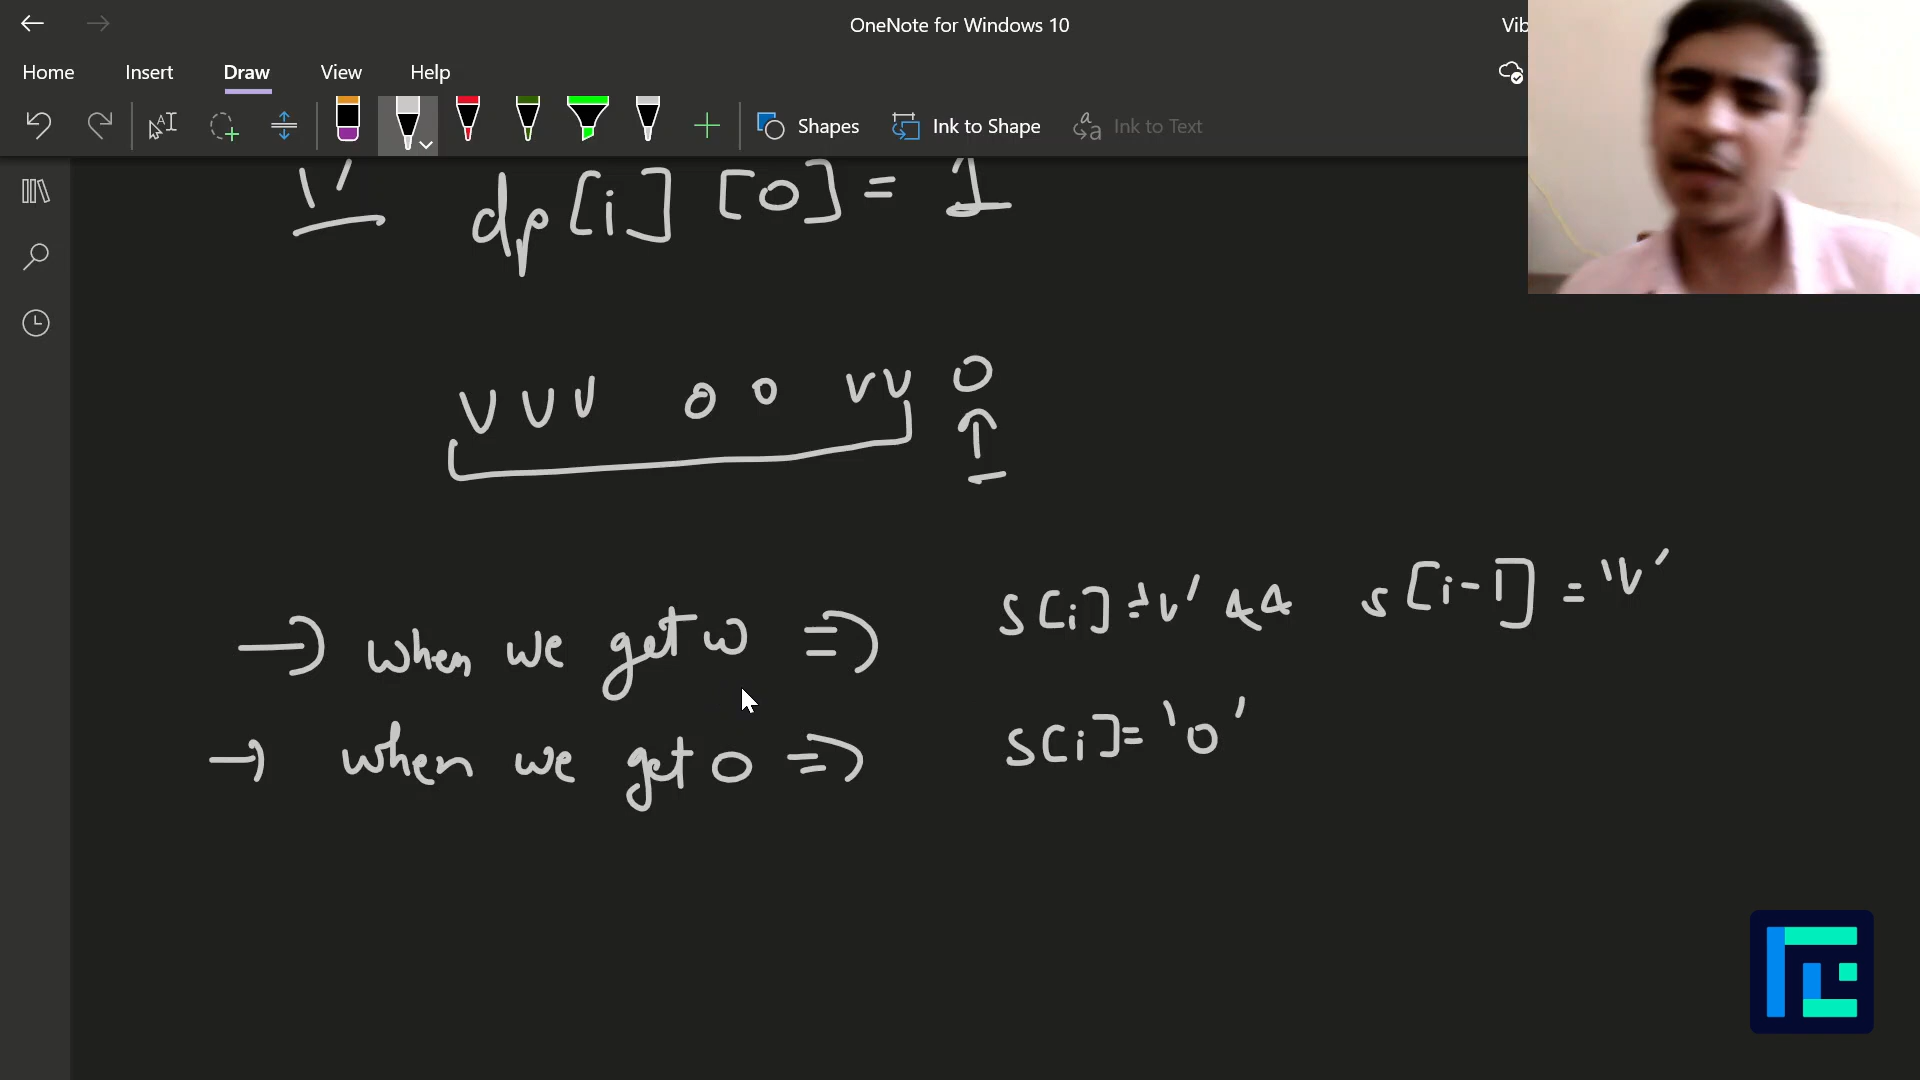 OneNote for Windows 10
Vib
Home Insert Draw View Help
Shapes Ink to Shape Ink to Text
dp[i] [0] = 1
v v v o o v v o
→ when we get w ⇒ s[i]='v' && s[i-1] = 'v'
→ when we get o ⇒ s[i]= 'o'